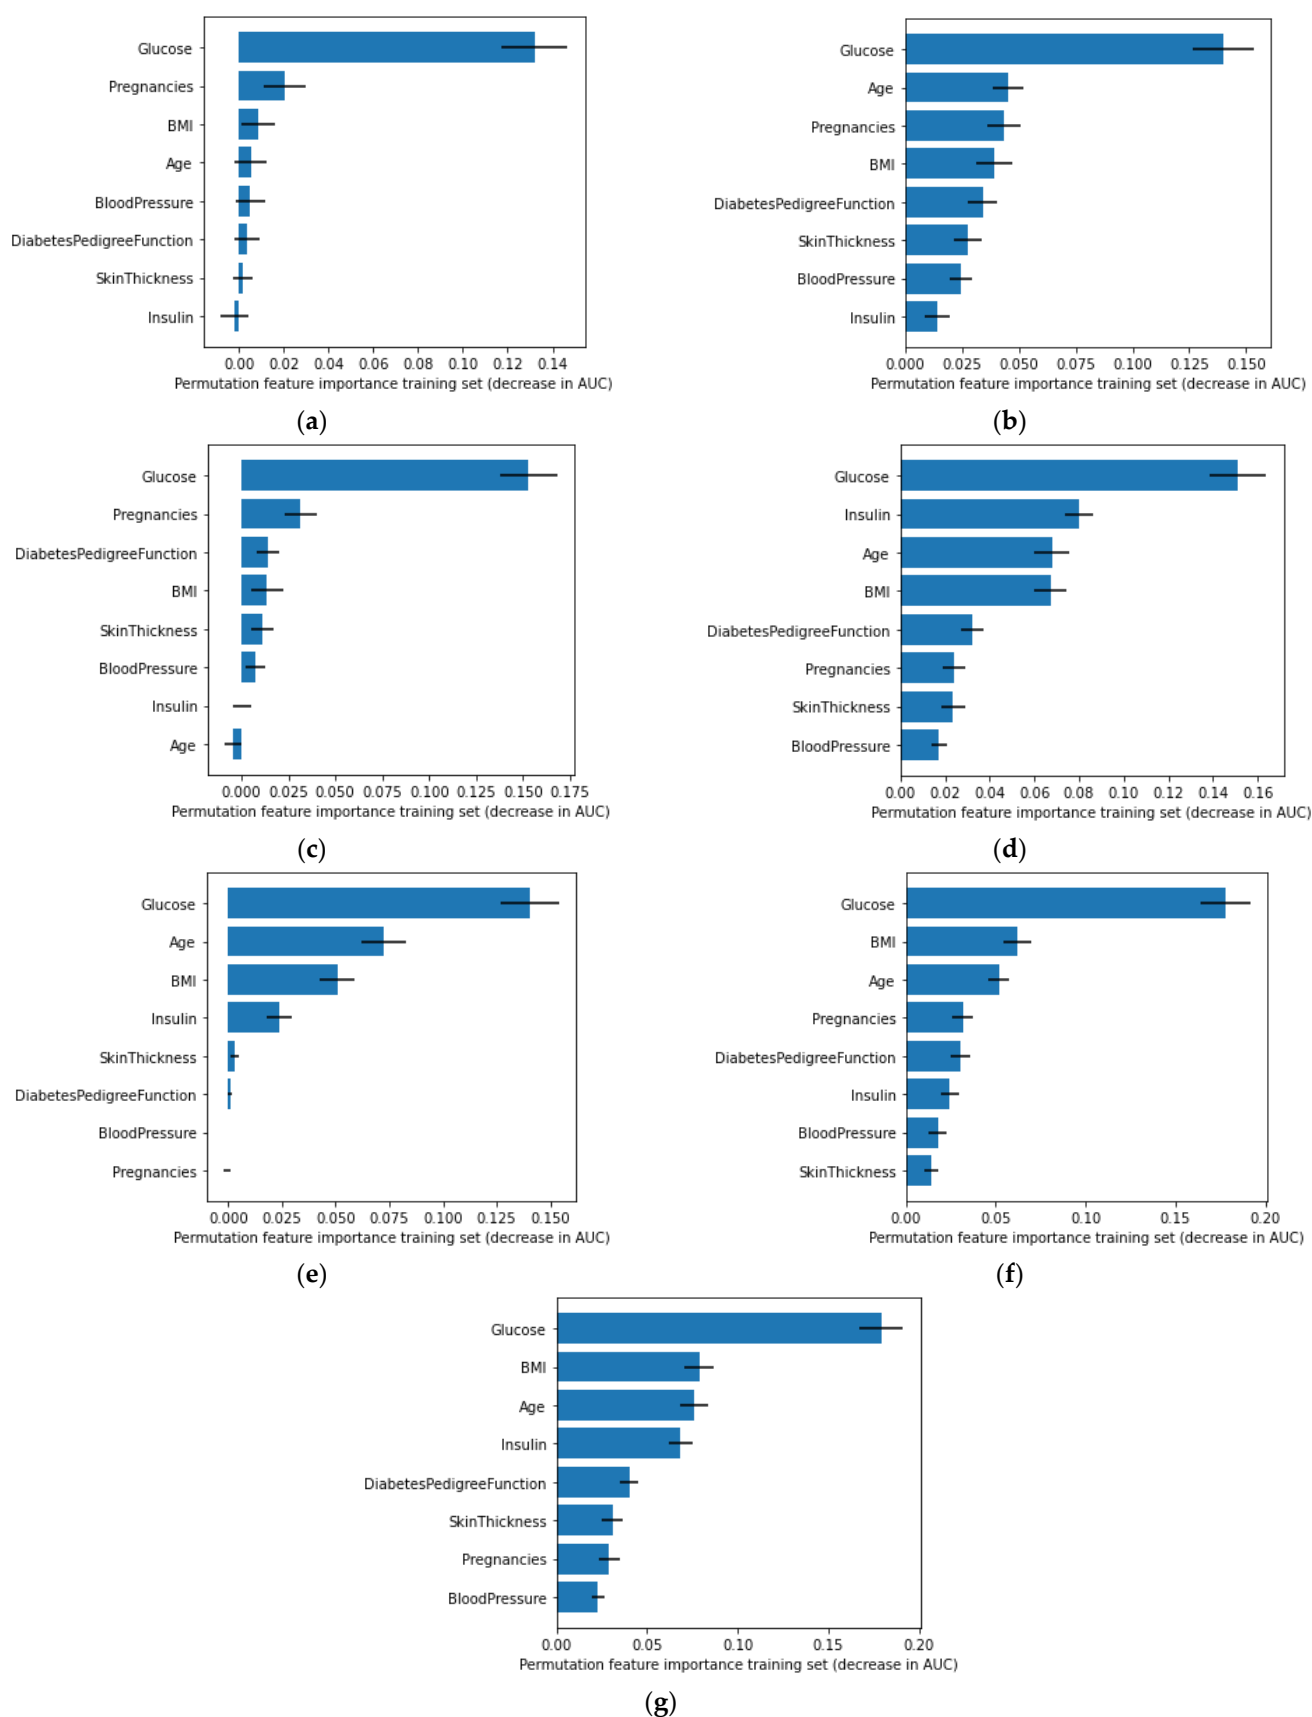 Glucose
Pregnancies
BMI
Age
BloodPressure
DiabetesPedigreeFunction
SkinThickness
Insulin
0.00 0.02 0.04 0.06 0.08 0.10 0.12 0.14
Permutation feature importance training set (decrease in AUC)
(a)
Glucose
Age
Pregnancies
BMI
DiabetesPedigreeFunction
SkinThickness
BloodPressure
Insulin
0.000 0.025 0.050 0.075 0.100 0.125 0.150
Permutation feature importance training set (decrease in AUC)
(b)
Glucose
Pregnancies
DiabetesPedigreeFunction
BMI
SkinThickness
BloodPressure
Insulin
Age
0.000 0.025 0.050 0.075 0.100 0.125 0.150 0.175
Permutation feature importance training set (decrease in AUC)
(c)
Glucose
Insulin
Age
BMI
DiabetesPedigreeFunction
Pregnancies
SkinThickness
BloodPressure
0.00 0.02 0.04 0.06 0.08 0.10 0.12 0.14 0.16
Permutation feature importance training set (decrease in AUC)
(d)
Glucose
Age
BMI
Insulin
SkinThickness
DiabetesPedigreeFunction
BloodPressure
Pregnancies
0.000 0.025 0.050 0.075 0.100 0.125 0.150
Permutation feature importance training set (decrease in AUC)
(e)
Glucose
BMI
Age
Pregnancies
DiabetesPedigreeFunction
Insulin
BloodPressure
SkinThickness
0.00 0.05 0.10 0.15 0.20
Permutation feature importance training set (decrease in AUC)
(f)
Glucose
BMI
Age
Insulin
DiabetesPedigreeFunction
SkinThickness
Pregnancies
BloodPressure
0.00 0.05 0.10 0.15 0.20
Permutation feature importance training set (decrease in AUC)
(g)